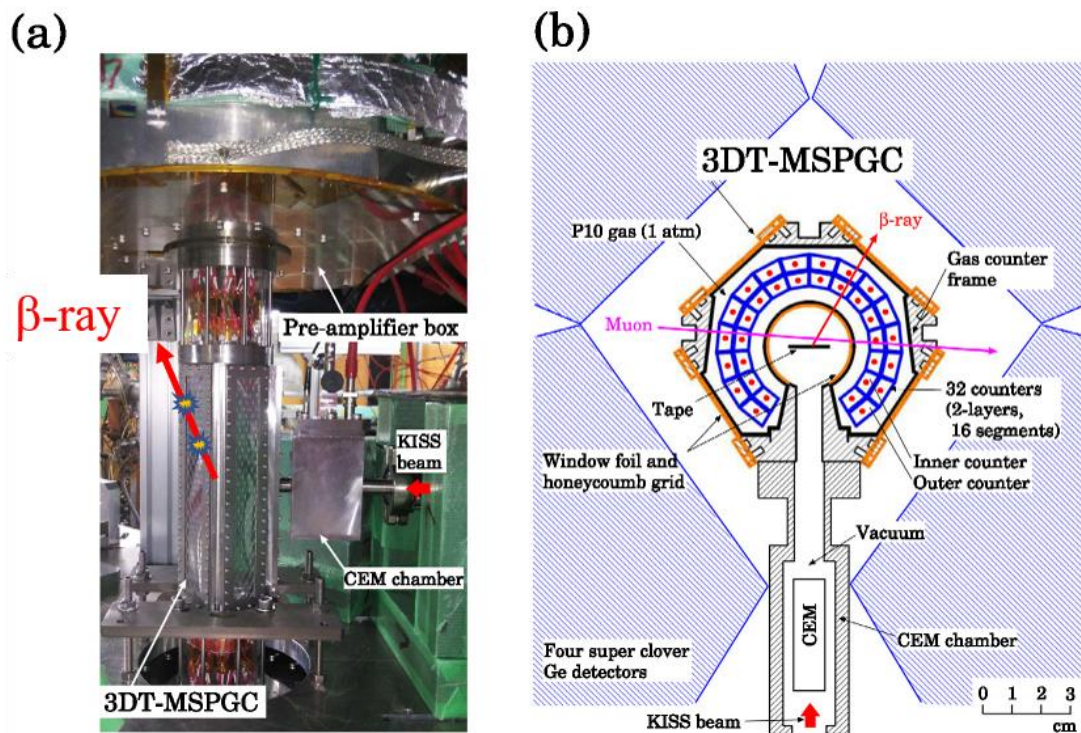 (a)
β-ray
Pre-amplifier box
KISS
beam
CEM chamber
3DT-MSPGC
(b)
3DT-MSPGC
β-ray
P10 gas (1 atm)
Gas counter
frame
Muon
Tape
32 counters
(2-layers,
16 segments)
Window foil and
honeycoumb grid
Inner counter
Outer counter
Vacuum
CEM
CEM chamber
Four super clover
Ge detectors
KISS beam
0 1 2 3
cm